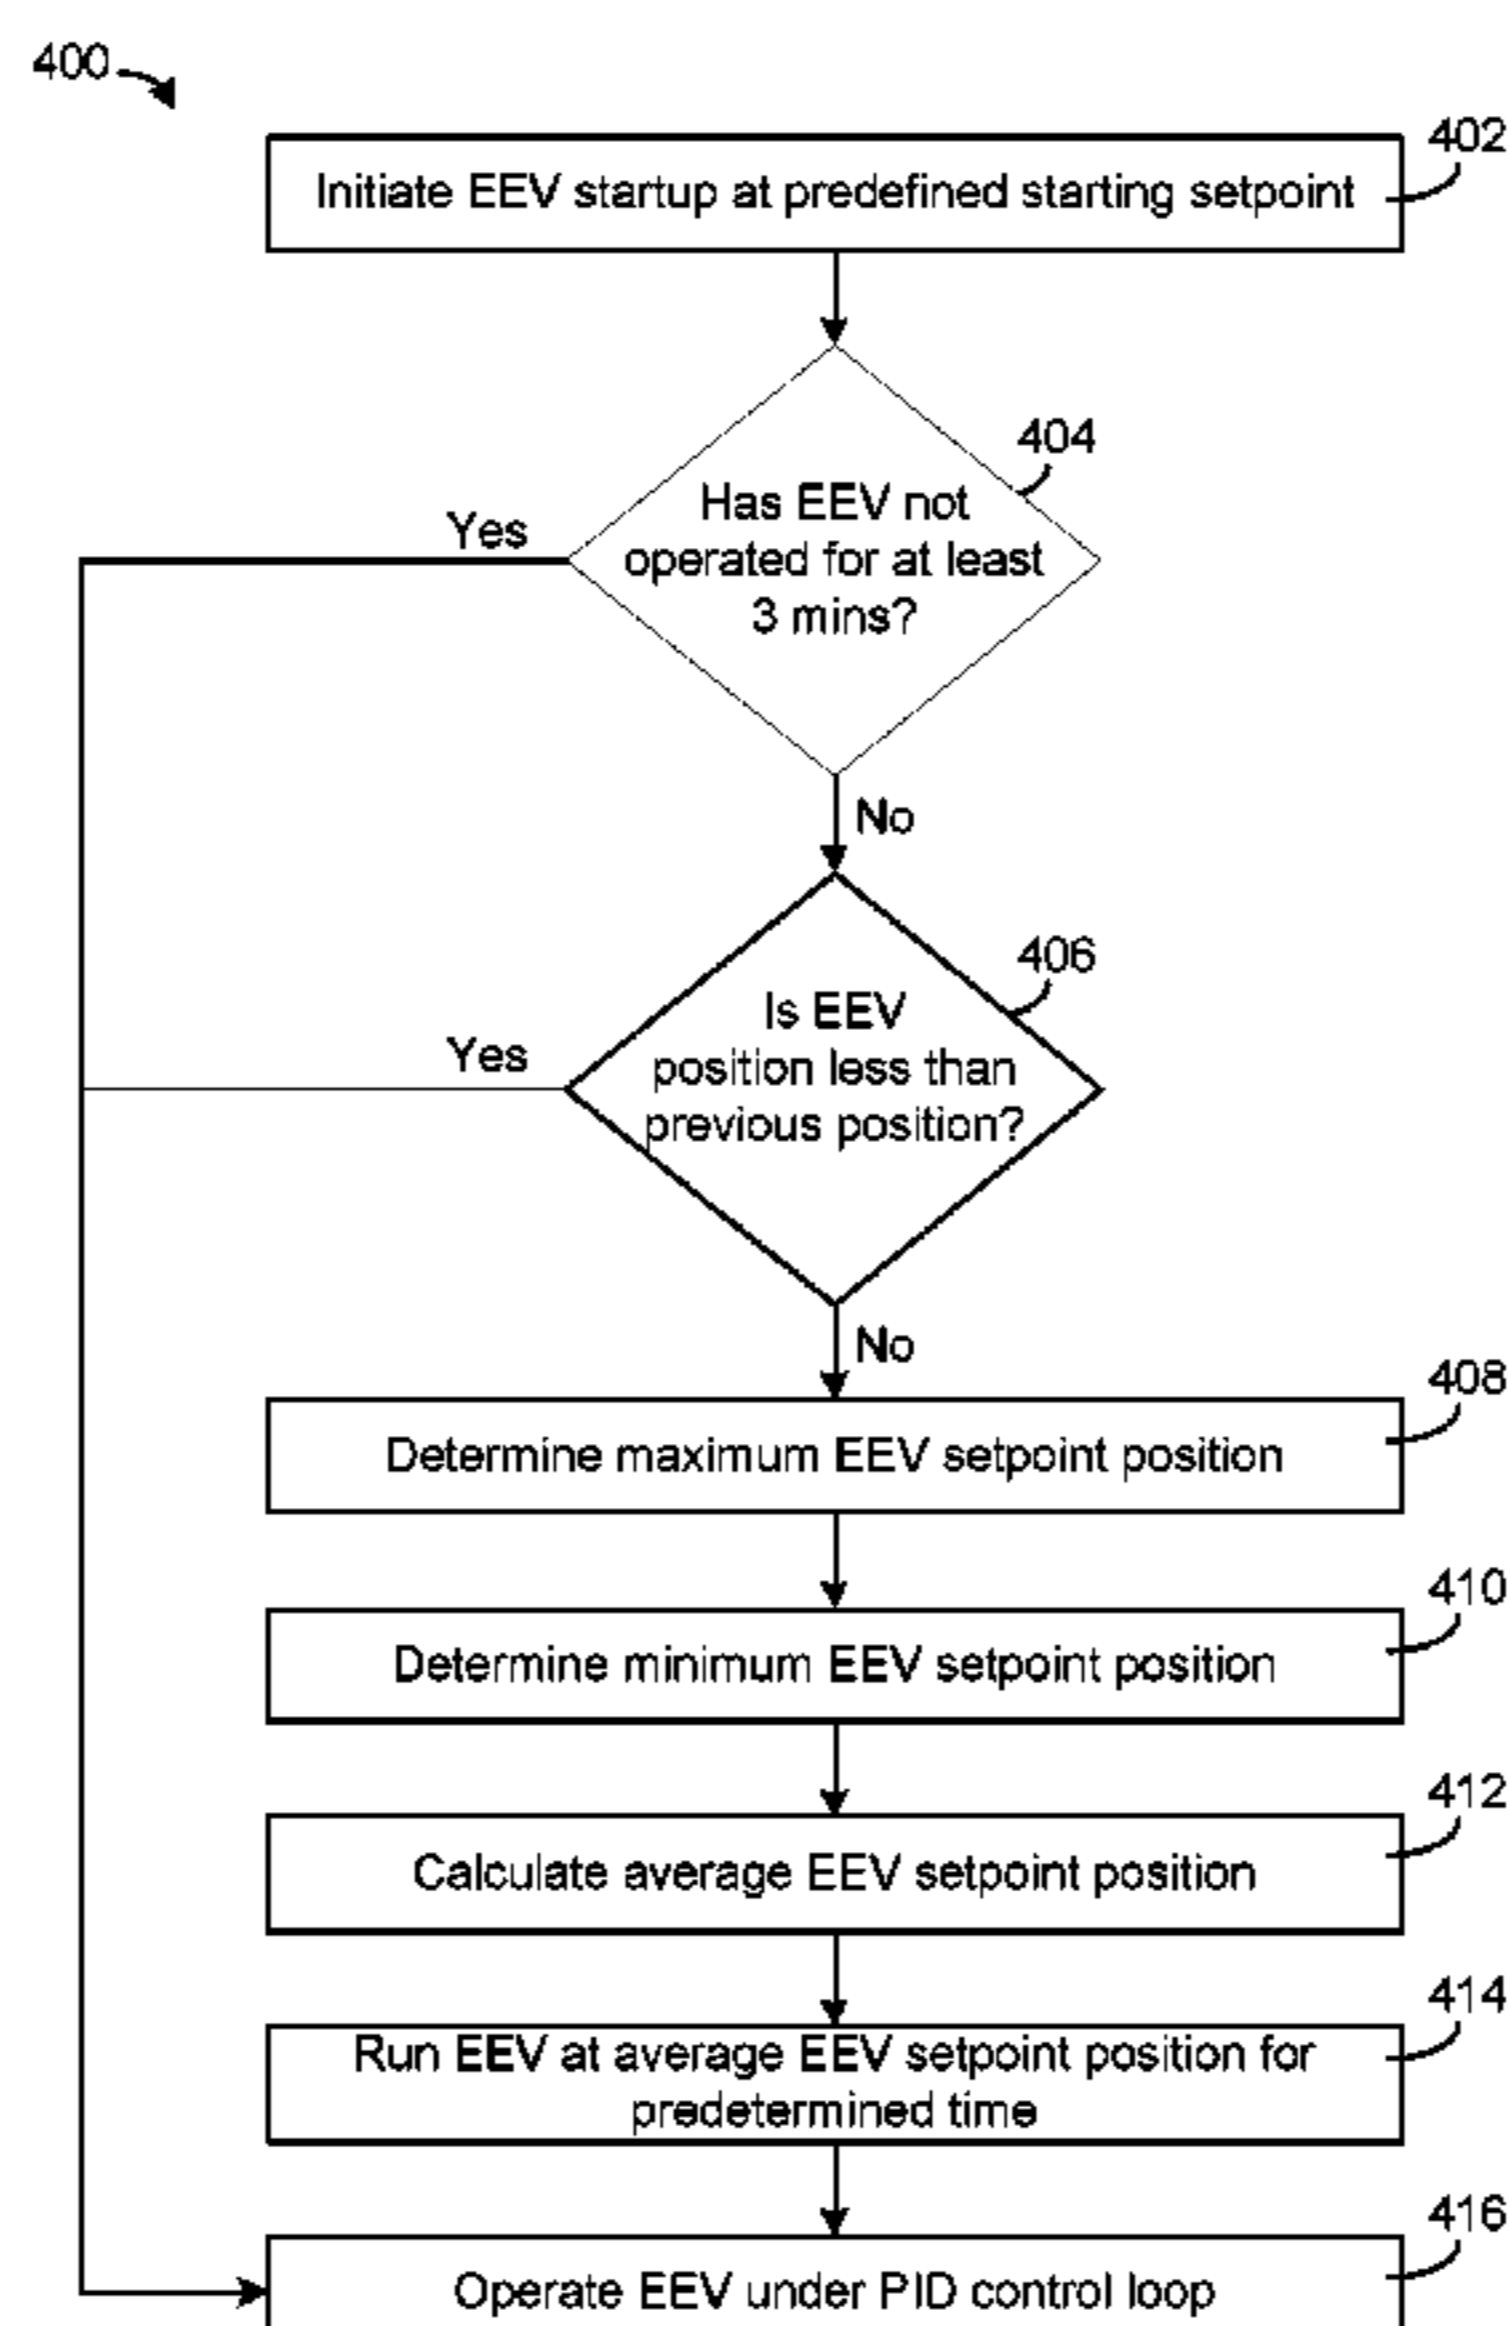 400
402
Initiate EEV startup at predefined starting setpoint
404
Has EEV not
operated for at least
3 mins?
Yes
No
406
Is EEV
position less than
previous position?
Yes
No
408
Determine maximum EEV setpoint position
410
Determine minimum EEV setpoint position
412
Calculate average EEV setpoint position
414
Run EEV at average EEV setpoint position for
predetermined time
416
Operate EEV under PID control loop